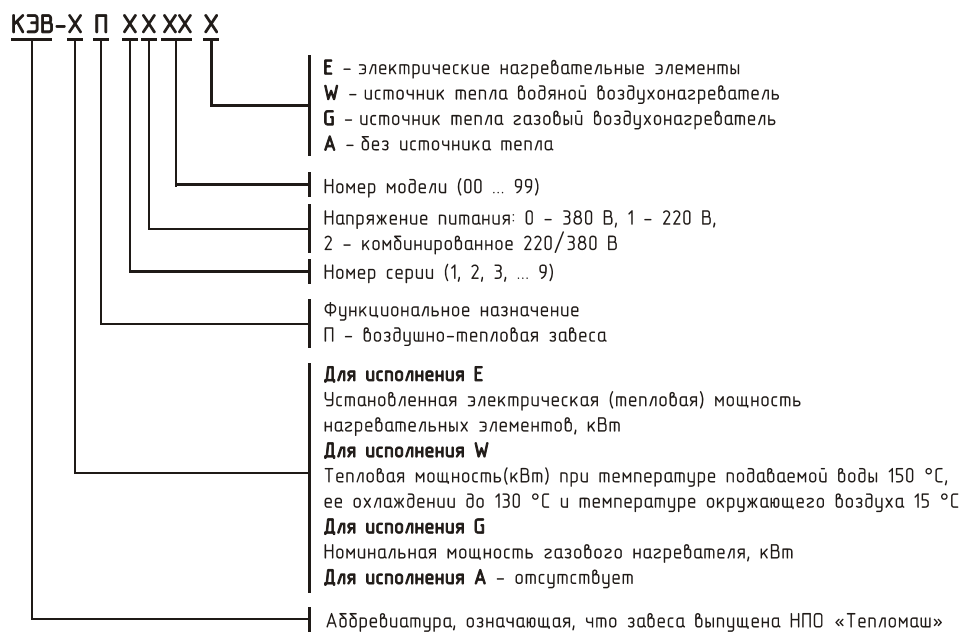 КЭВ-X П X X XX X
E - электрические нагревательные элементы
W - источник тепла водяной воздухонагреватель
G - источник тепла газовый воздухонагреватель
A - без источника тепла
Номер модели (00 ... 99)
Напряжение питания: 0 - 380 В, 1 - 220 В,
2 - комбинированное 220/380 В
Номер серии (1, 2, 3, ... 9)
Функциональное назначение
П - воздушно-тепловая завеса
Для исполнения E
Установленная электрическая (тепловая) мощность
нагревательных элементов, кВт
Для исполнения W
Тепловая мощность(кВт) при температуре подаваемой воды 150 °С,
ее охлаждении до 130 °С и температуре окружающего воздуха 15 °С
Для исполнения G
Номинальная мощность газового нагревателя, кВт
Для исполнения A - отсутствует
Аббревиатура, означающая, что завеса выпущена НПО «Тепломаш»